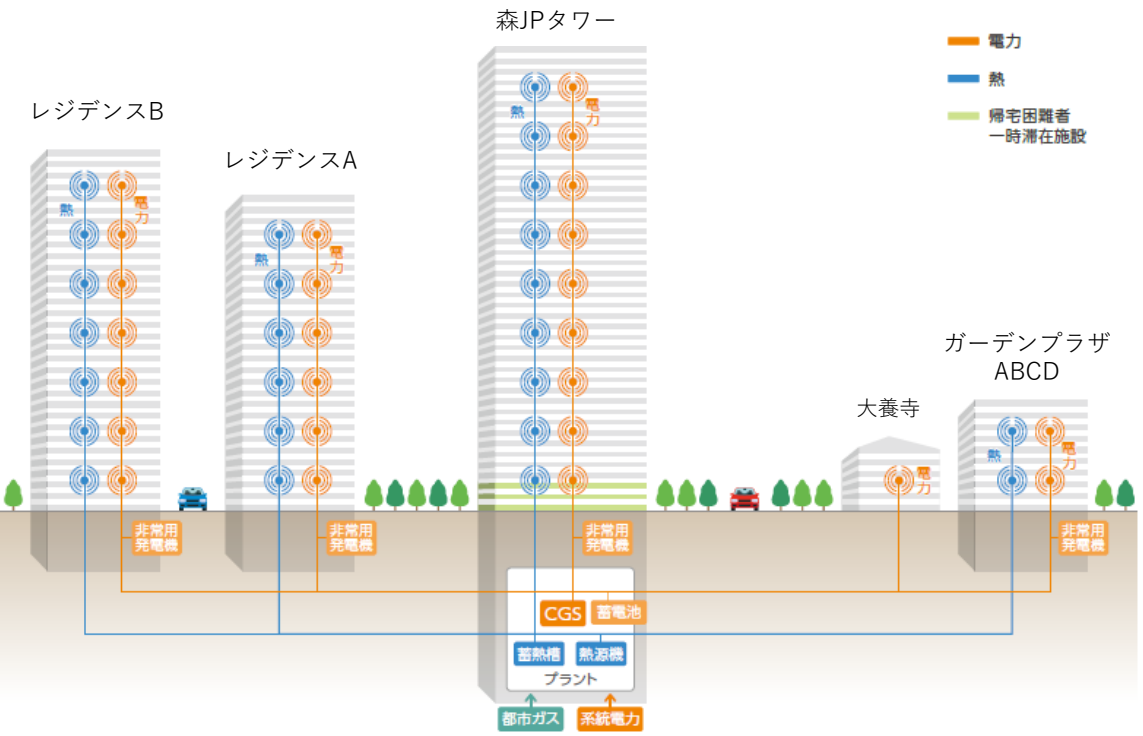 森JPタワー
電力
熱
帰宅困難者
一時滞在施設
レジデンスB
レジデンスA
ガーデンプラザ
ABCD
大養寺
熱
電力
熱
電力
熱
電力
電力
熱
電力
非常用
発電機
非常用
発電機
非常用
発電機
非常用
発電機
CGS
蓄電池
蓄熱槽
熱源機
プラント
都市ガス
系統電力